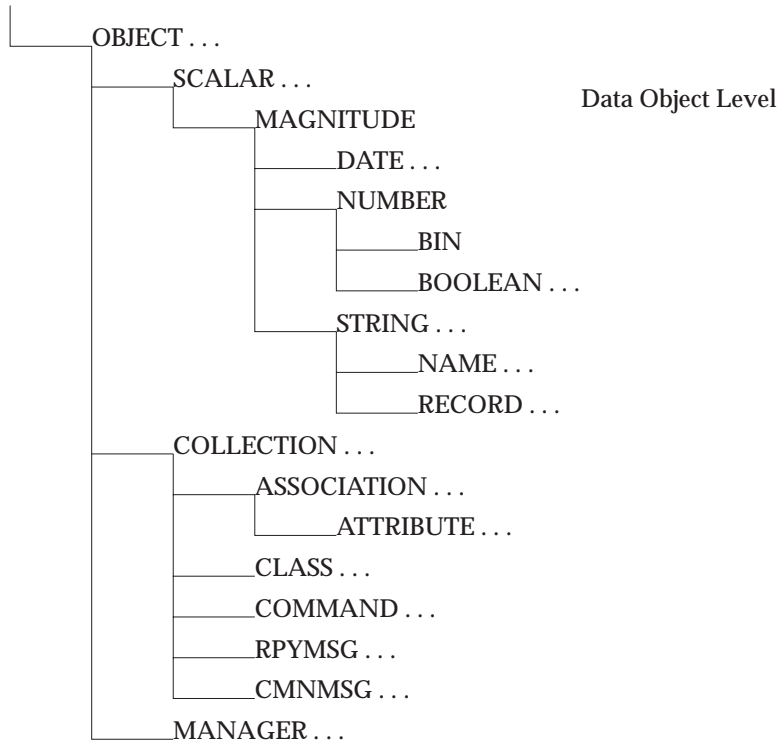 OBJECT . . .
SCALAR . . .
Data Object Level
MAGNITUDE
DATE . . .
NUMBER
BIN
BOOLEAN . . .
STRING . . .
NAME . . .
RECORD . . .
COLLECTION . . .
ASSOCIATION . . .
ATTRIBUTE . . .
CLASS . . .
COMMAND . . .
RPYMSG . . .
CMNMSG . . .
MANAGER . . .